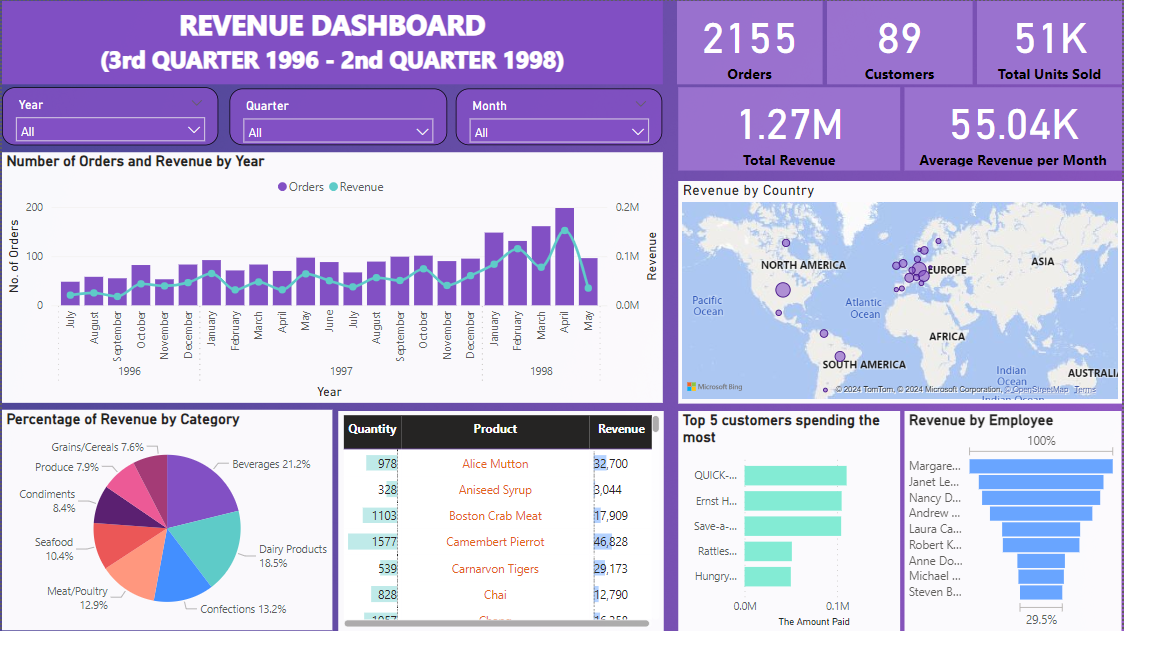 REVENUE DASHBOARD
(3rd QUARTER 1996 - 2nd QUARTER 1998)
2155
Orders
89
Customers
51K
Total Units Sold
1.27M
Total Revenue
55.04K
Average Revenue per Month
Year
All
Quarter
All
Month
All
Number of Orders and Revenue by Year
Orders Revenue
No. of Orders
200
100
0
0.2M
0.1M
0.0M
Revenue
July August September October November December January February March April May June July August September October November December January February March April May
1996 1997 1998
Year
Revenue by Country
NORTH AMERICA
EUROPE
ASIA
Pacific
Ocean
Atlantic
Ocean
AFRICA
SOUTH AMERICA
Indian
Ocean
AUSTRALIA
Microsoft Bing
© 2024 TomTom, © 2024 Microsoft Corporation, © OpenStreetMap Terms
Percentage of Revenue by Category
Grains/Cereals 7.6%
Produce 7.9%
Condiments
8.4%
Seafood
10.4%
Meat/Poultry
12.9%
Beverages 21.2%
Dairy Products
18.5%
Confections 13.2%
Quantity Product Revenue
978 Alice Mutton 32,700
328 Aniseed Syrup 3,044
1103 Boston Crab Meat 17,909
1577 Camembert Pierrot 46,828
539 Carnarvon Tigers 29,173
828 Chai 12,790
Top 5 customers spending the
most
QUICK-...
Ernst H...
Save-a-...
Rattles...
Hungry...
0.0M 0.1M
The Amount Paid
Revenue by Employee
100%
Margare...
Janet Le...
Nancy D...
Andrew ...
Laura Ca...
Robert K...
Anne Do...
Michael ...
Steven B...
29.5%